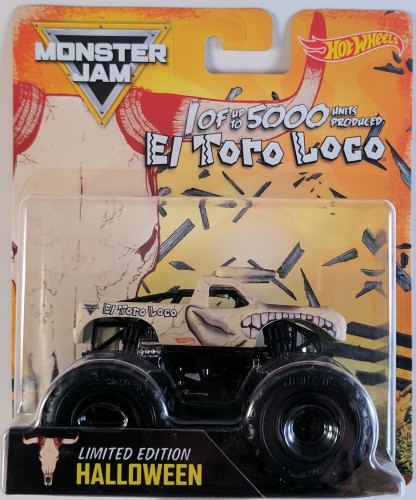 MONSTER
JAM
Hot Wheels
1 OF UP TO 5000 UNITS PRODUCED
El Toro Loco
El Toro Loco
LIMITED EDITION
HALLOWEEN